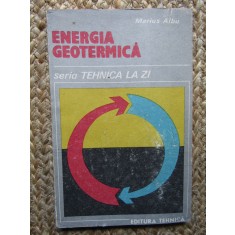 Marius Albu
ENERGIA
GEOTERMICĂ
seria TEHNICA LA ZI
EDITURA TEHNICĂ